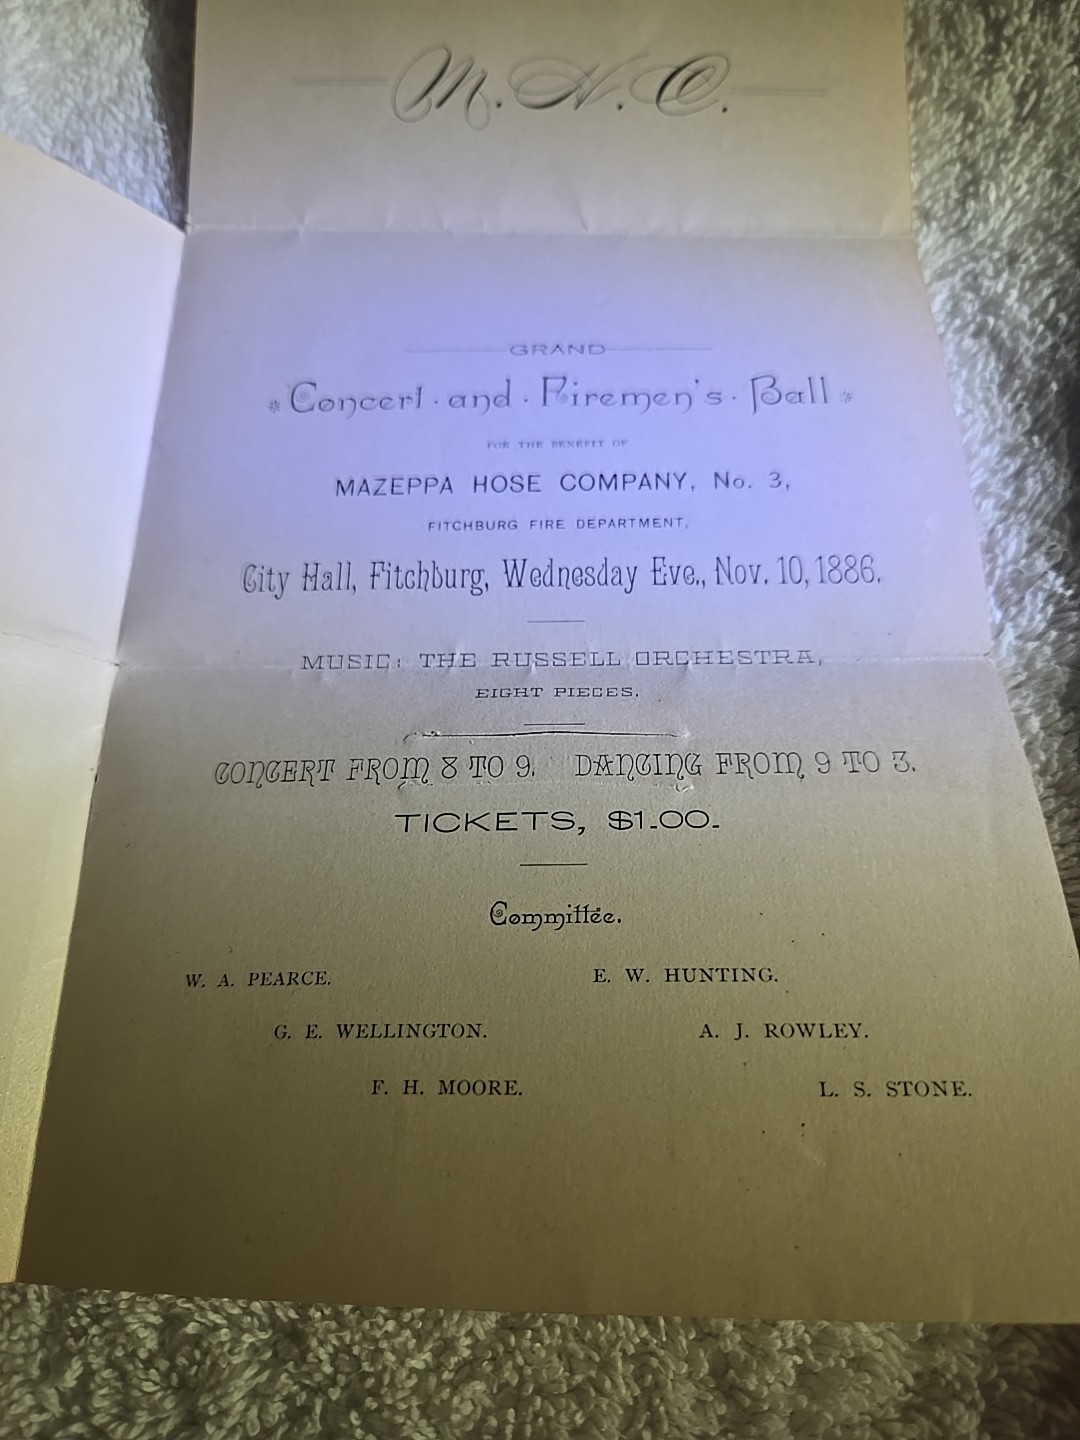 M. H. C.
GRAND
Concert and Firemen's Ball
FOR THE BENEFIT OF
MAZEPPA HOSE COMPANY, No. 3,
FITCHBURG FIRE DEPARTMENT,
City Hall, Fitchburg, Wednesday Eve., Nov. 10, 1886.
MUSIC: THE RUSSELL ORCHESTRA,
EIGHT PIECES.
CONCERT FROM 8 TO 9. DANCING FROM 9 TO 3.
TICKETS, $1.00.
Committee.
W. A. PEARCE. E. W. HUNTING.
G. E. WELLINGTON. A. J. ROWLEY.
F. H. MOORE. L. S. STONE.